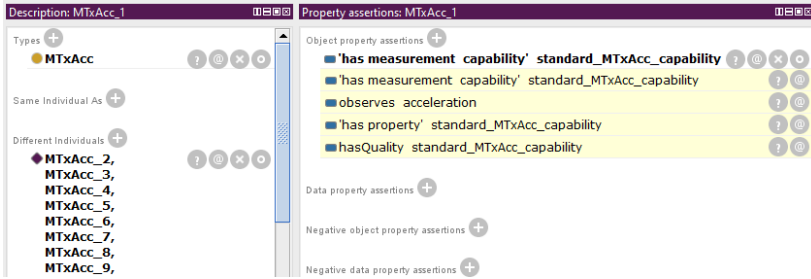 Description: MTxAcc_1
Types
MTxAcc
Same Individual As
Different Individuals
MTxAcc_2,
MTxAcc_3,
MTxAcc_4,
MTxAcc_5,
MTxAcc_6,
MTxAcc_7,
MTxAcc_8,
MTxAcc_9,
Property assertions: MTxAcc_1
Object property assertions
'has measurement capability' standard_MTxAcc_capability
'has measurement capability' standard_MTxAcc_capability
observes acceleration
'has property' standard_MTxAcc_capability
hasQuality standard_MTxAcc_capability
Data property assertions
Negative object property assertions
Negative data property assertions